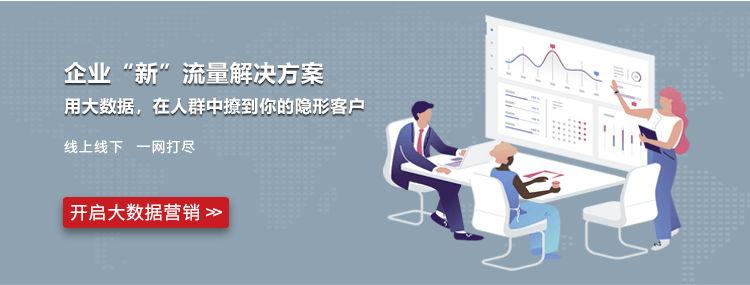 企业“新”流量解决方案
用大数据，在人群中撩到你的隐形客户
线上线下 一网打尽
开启大数据营销 >>